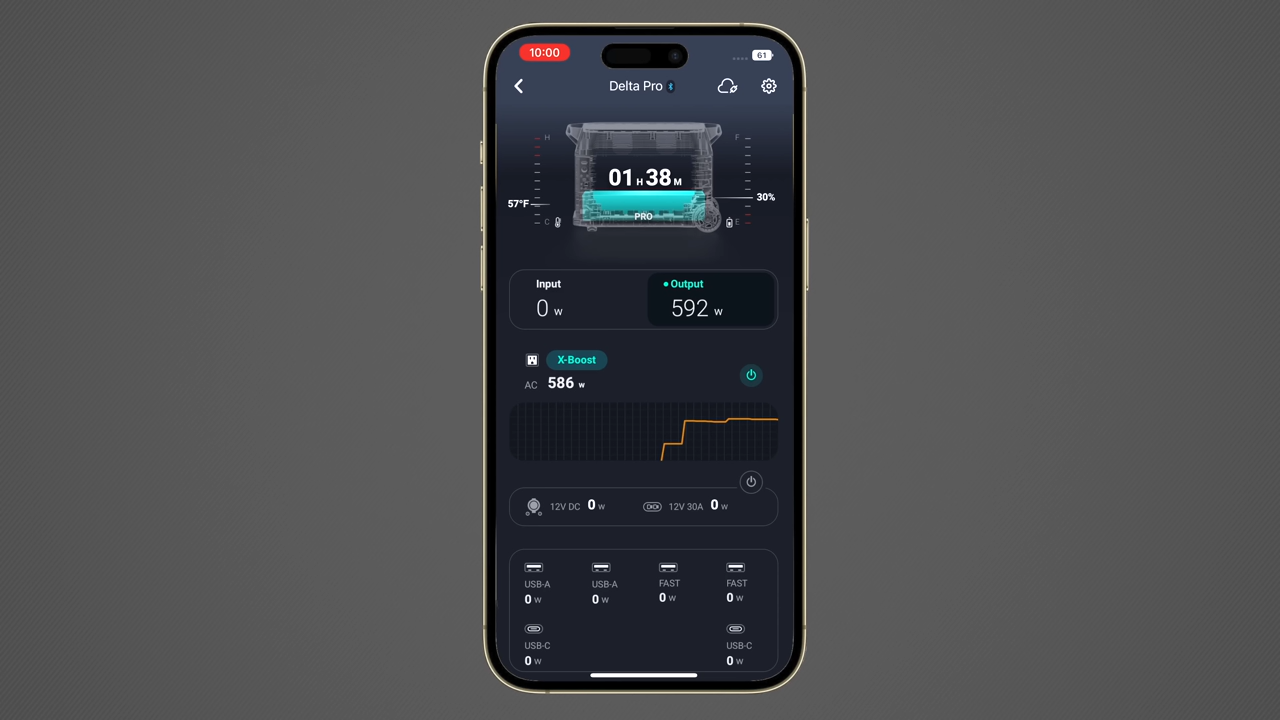 10:00
61
Delta Pro
H
F
01 H 38 M
57°F
30%
PRO
C
E
Input
Output
0 w
592 w
X-Boost
AC 586 w
12V DC 0 w
12V 30A 0 w
USB-A
USB-A
FAST
FAST
0 w
0 w
0 w
0 w
USB-C
USB-C
0 w
0 w